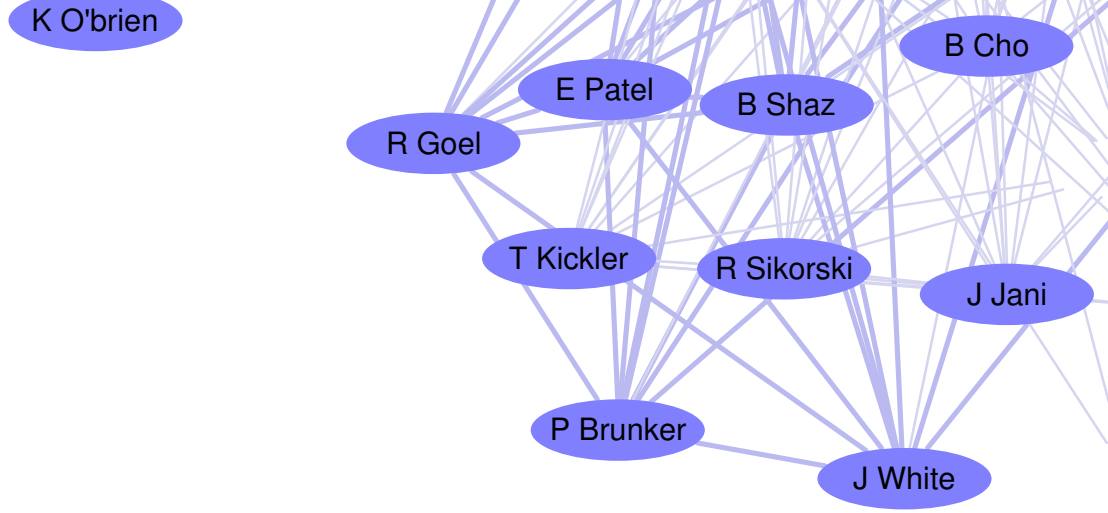 K O'brien
B Cho
E Patel
B Shaz
R Goel
T Kickler
R Sikorski
J Jani
P Brunker
J White